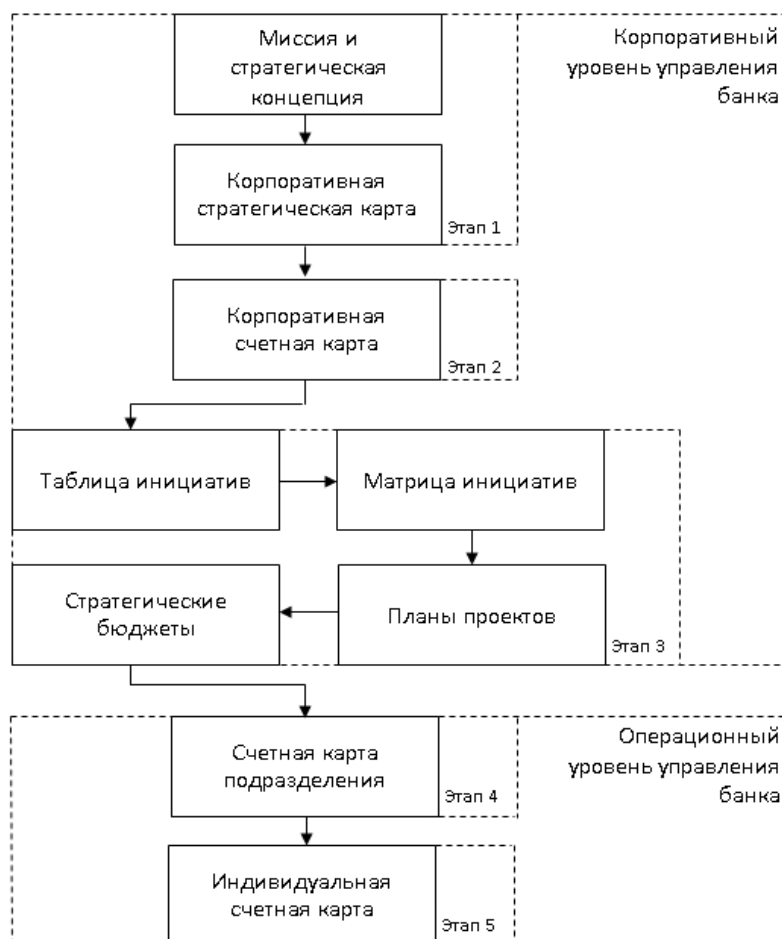 Миссия и
стратегическая
концепция
Корпоративный
уровень управления
банка
Корпоративная
стратегическая карта
Этап 1
Корпоративная
счетная карта
Этап 2
Таблица инициатив
Матрица инициатив
Стратегические
бюджеты
Планы проектов
Этап 3
Счетная карта
подразделения
Этап 4
Операционный
уровень управления
банка
Индивидуальная
счетная карта
Этап 5